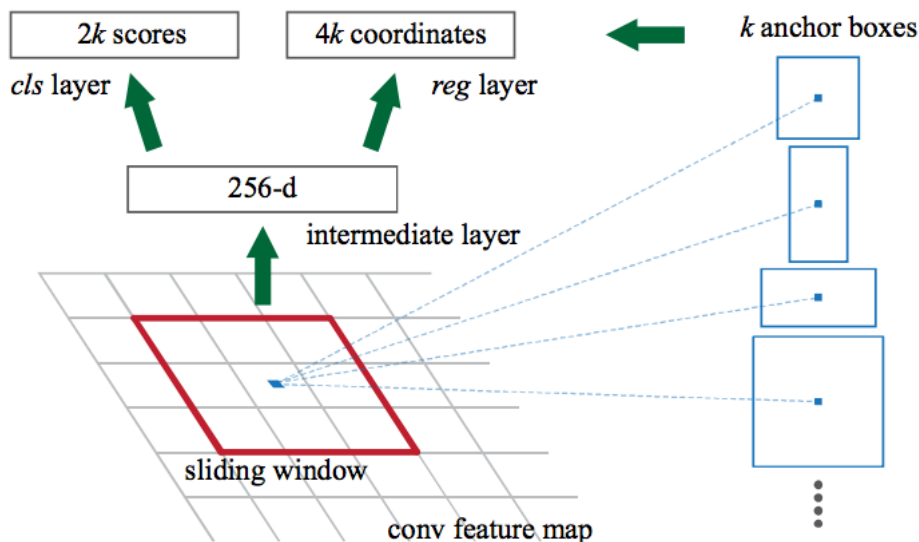 2k scores
4k coordinates
k anchor boxes
cls layer
reg layer
256-d
intermediate layer
sliding window
conv feature map